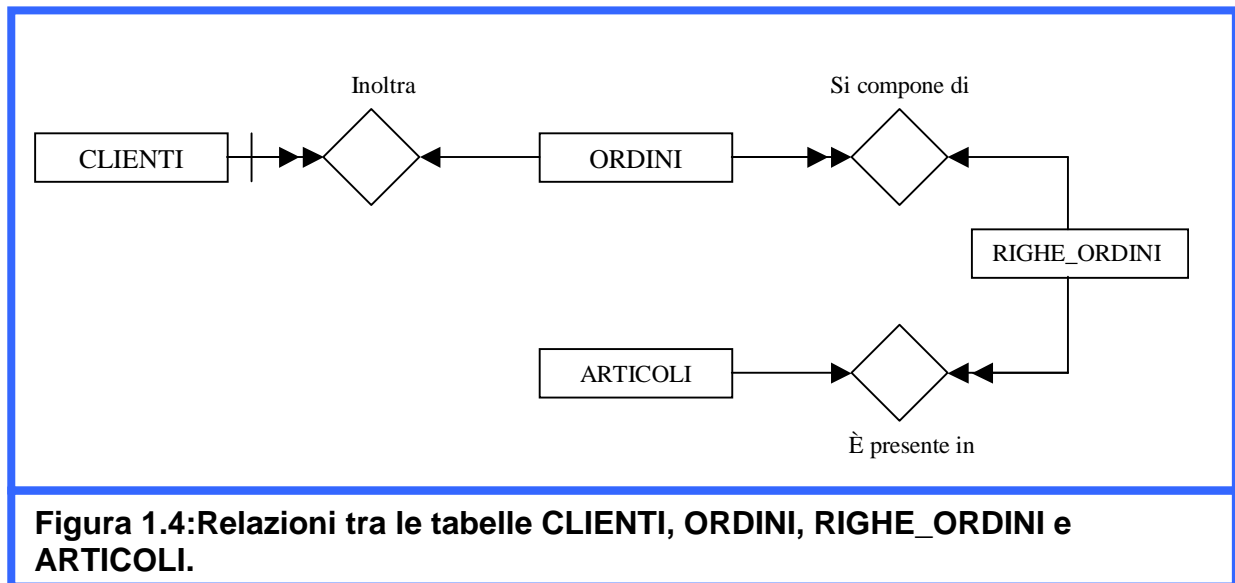 Inoltra
Si compone di
CLIENTI
ORDINI
RIGHE_ORDINI
ARTICOLI
È presente in
Figura 1.4:Relazioni tra le tabelle CLIENTI, ORDINI, RIGHE_ORDINI e
ARTICOLI.